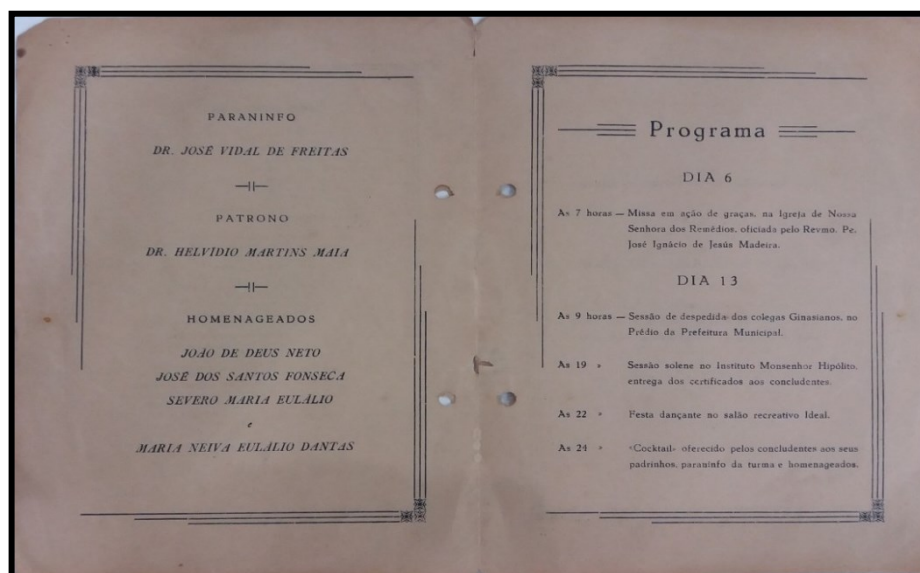 PARANINFO
DR. JOSÉ VIDAL DE FREITAS
PATRONO
DR. HELVÍDIO MARTINS MAIA
HOMENAGEADOS
JOÃO DE DEUS NETO
JOSÉ DOS SANTOS FONSECA
SEVERO MARIA EULÁLIO
e
MARIA NEIVA EULÁLIO DANTAS
Programa
DIA 6
As 7 horas — Missa em ação de graças, na Igreja de Nossa
Senhora dos Remédios, oficiada pelo Revmo. Pe.
José Ignácio de Jesús Madeira.
DIA 13
As 9 horas — Sessão de despedida dos colegas Ginasianos, no
Prédio da Prefeitura Municipal.
As 19 » Sessão solene no Instituto Monsenhor Hipólito,
entrega dos certificados aos concludentes.
As 22 » Festa dançante no salão recreativo Ideal.
As 24 » «Cocktail» oferecido pelos concludentes aos seus
padrinhos, paraninfo da turma e homenageados.